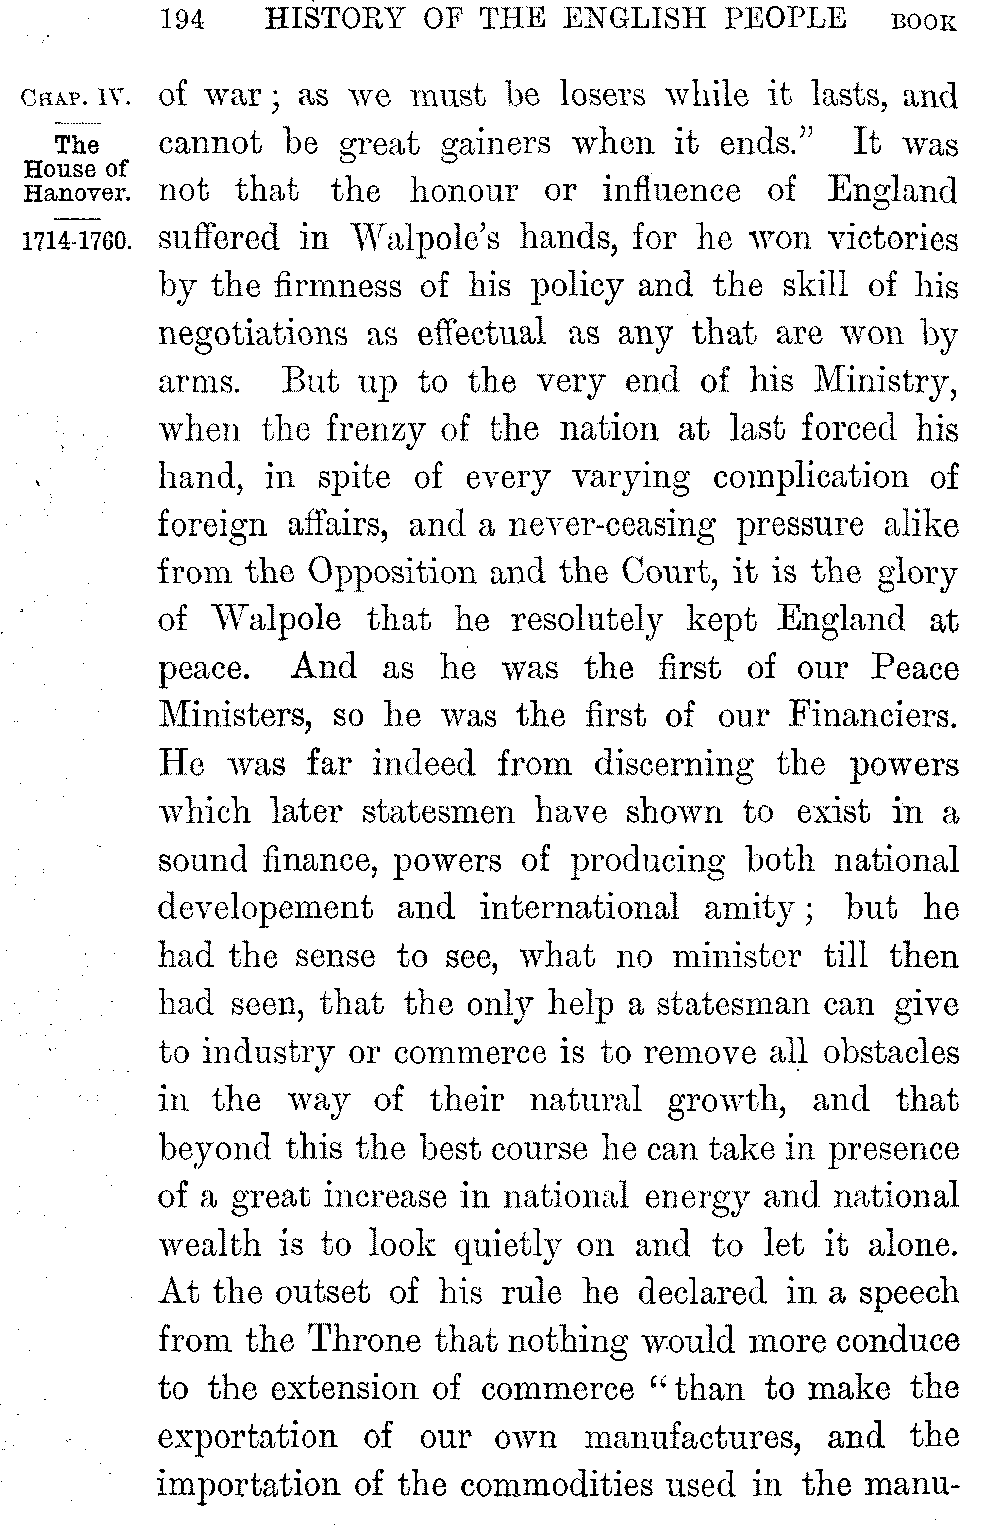 194 HISTORY OF THE ENGLISH PEOPLE BOOK
CHAP. IV.
The
House of
Hanover.
1714-1760.
of war; as we must be losers while it lasts, and
cannot be great gainers when it ends.” It was
not that the honour or influence of England
suffered in Walpole’s hands, for he won victories
by the firmness of his policy and the skill of his
negotiations as effectual as any that are won by
arms. But up to the very end of his Ministry,
when the frenzy of the nation at last forced his
hand, in spite of every varying complication of
foreign affairs, and a never-ceasing pressure alike
from the Opposition and the Court, it is the glory
of Walpole that he resolutely kept England at
peace. And as he was the first of our Peace
Ministers, so he was the first of our Financiers.
He was far indeed from discerning the powers
which later statesmen have shown to exist in a
sound finance, powers of producing both national
developement and international amity; but he
had the sense to see, what no minister till then
had seen, that the only help a statesman can give
to industry or commerce is to remove all obstacles
in the way of their natural growth, and that
beyond this the best course he can take in presence
of a great increase in national energy and national
wealth is to look quietly on and to let it alone.
At the outset of his rule he declared in a speech
from the Throne that nothing would more conduce
to the extension of commerce “than to make the
exportation of our own manufactures, and the
importation of the commodities used in the manu-